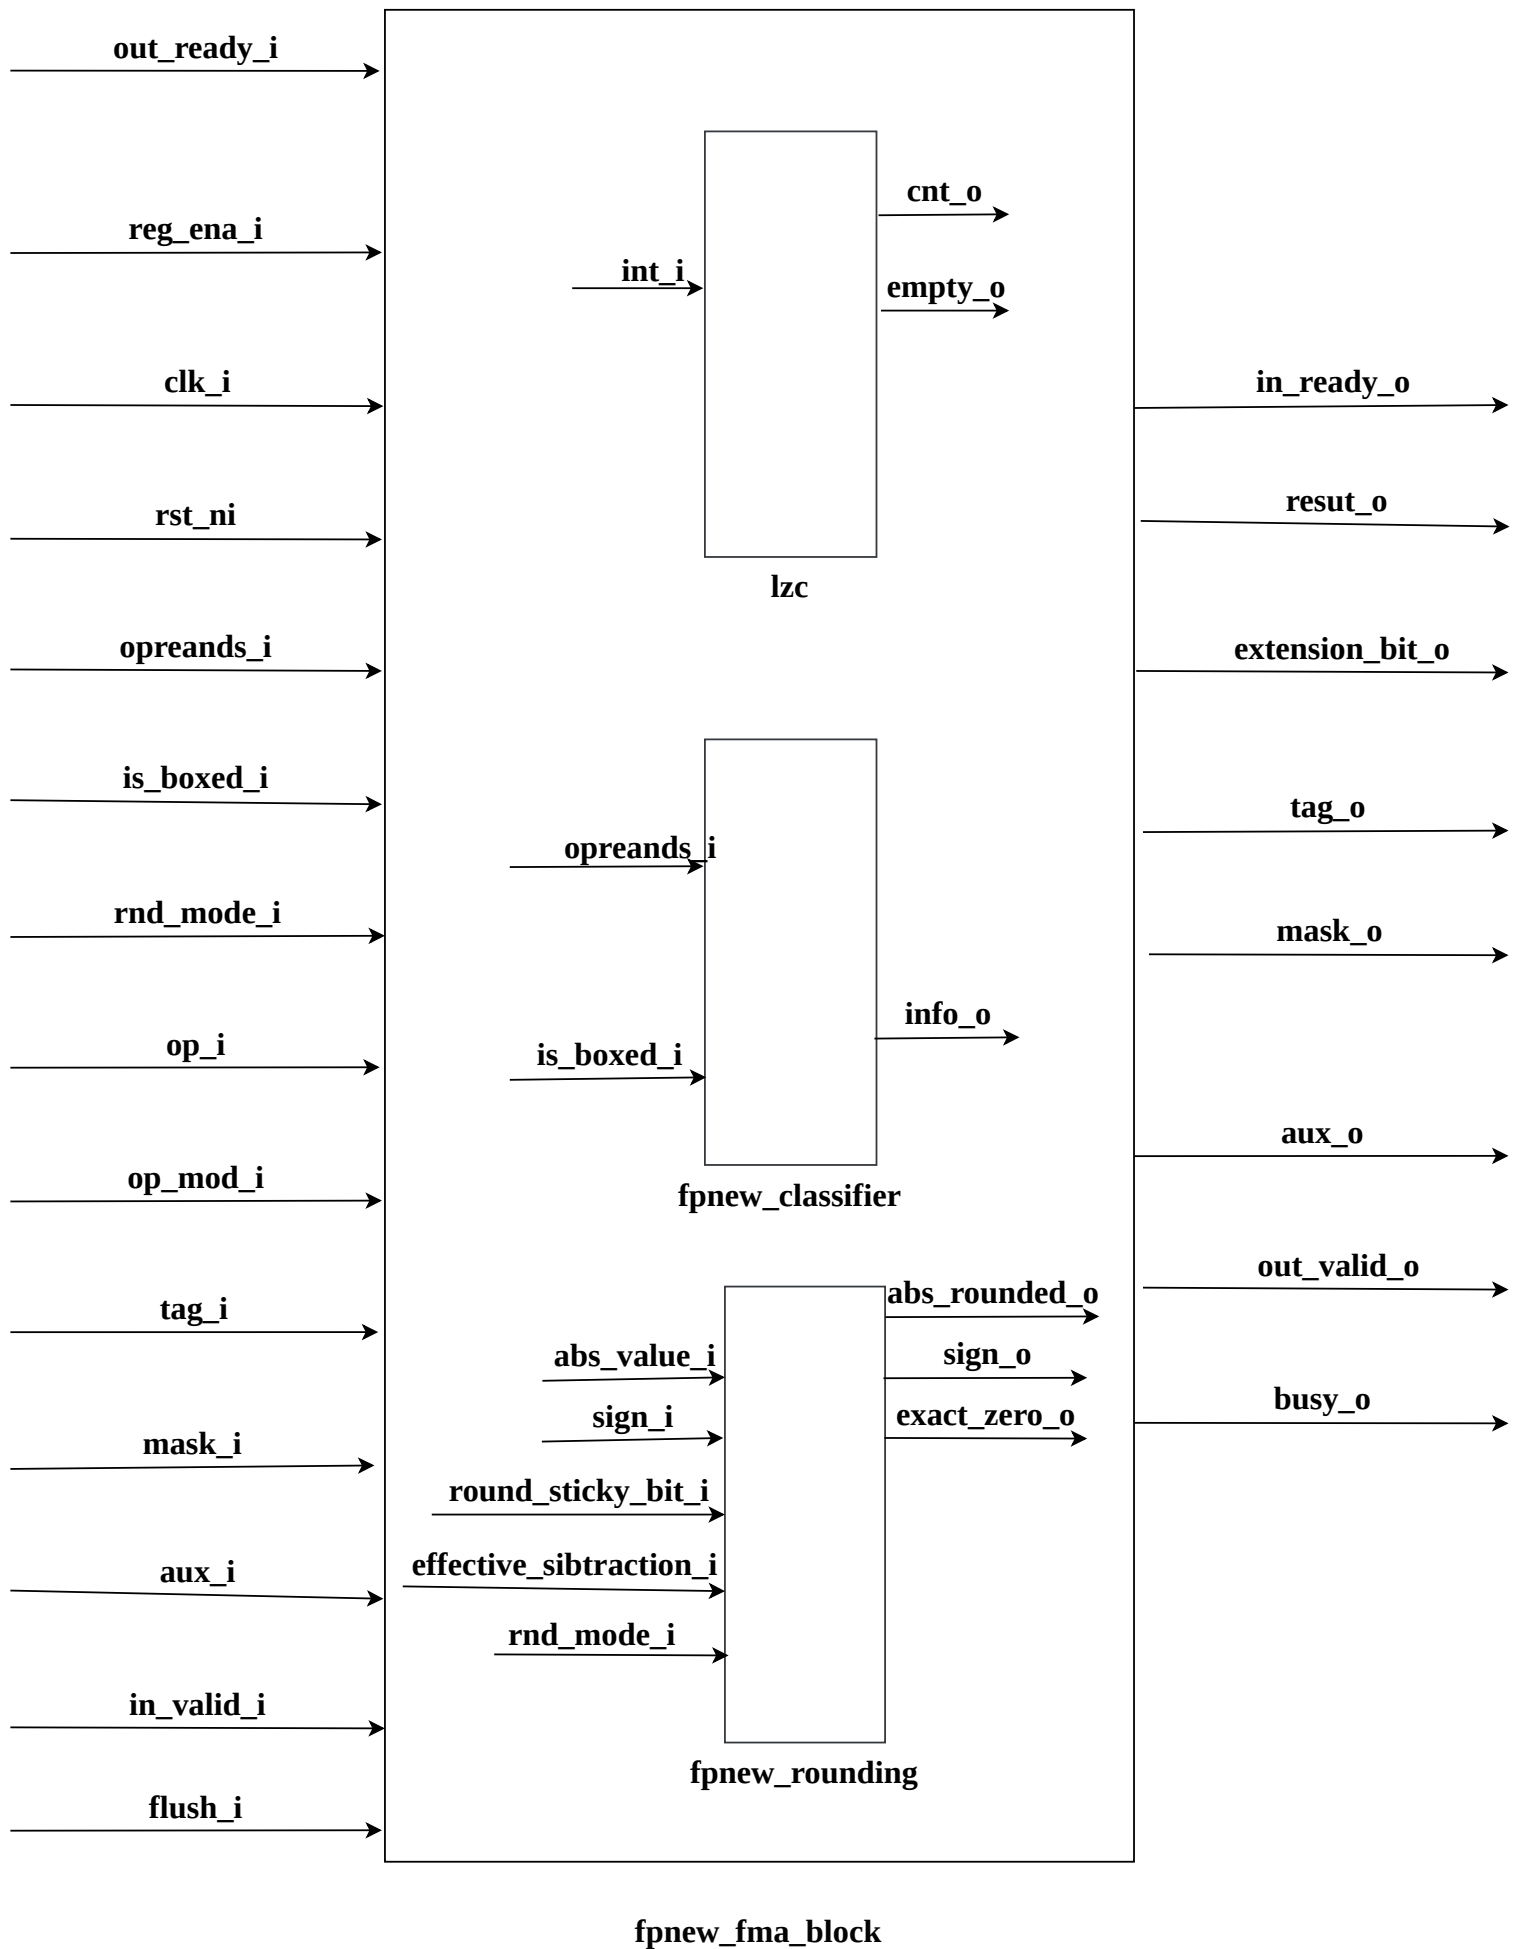 out_ready_i
reg_ena_i
clk_i
rst_ni
opreands_i
is_boxed_i
rnd_mode_i
op_i
op_mod_i
tag_i
mask_i
aux_i
in_valid_i
flush_i
cnt_o
int_i
empty_o
lzc
opreands_i
info_o
is_boxed_i
fpnew_classifier
abs_rounded_o
abs_value_i
sign_o
sign_i
exact_zero_o
round_sticky_bit_i
effective_sibtraction_i
rnd_mode_i
fpnew_rounding
in_ready_o
resut_o
extension_bit_o
tag_o
mask_o
aux_o
out_valid_o
busy_o
fpnew_fma_block